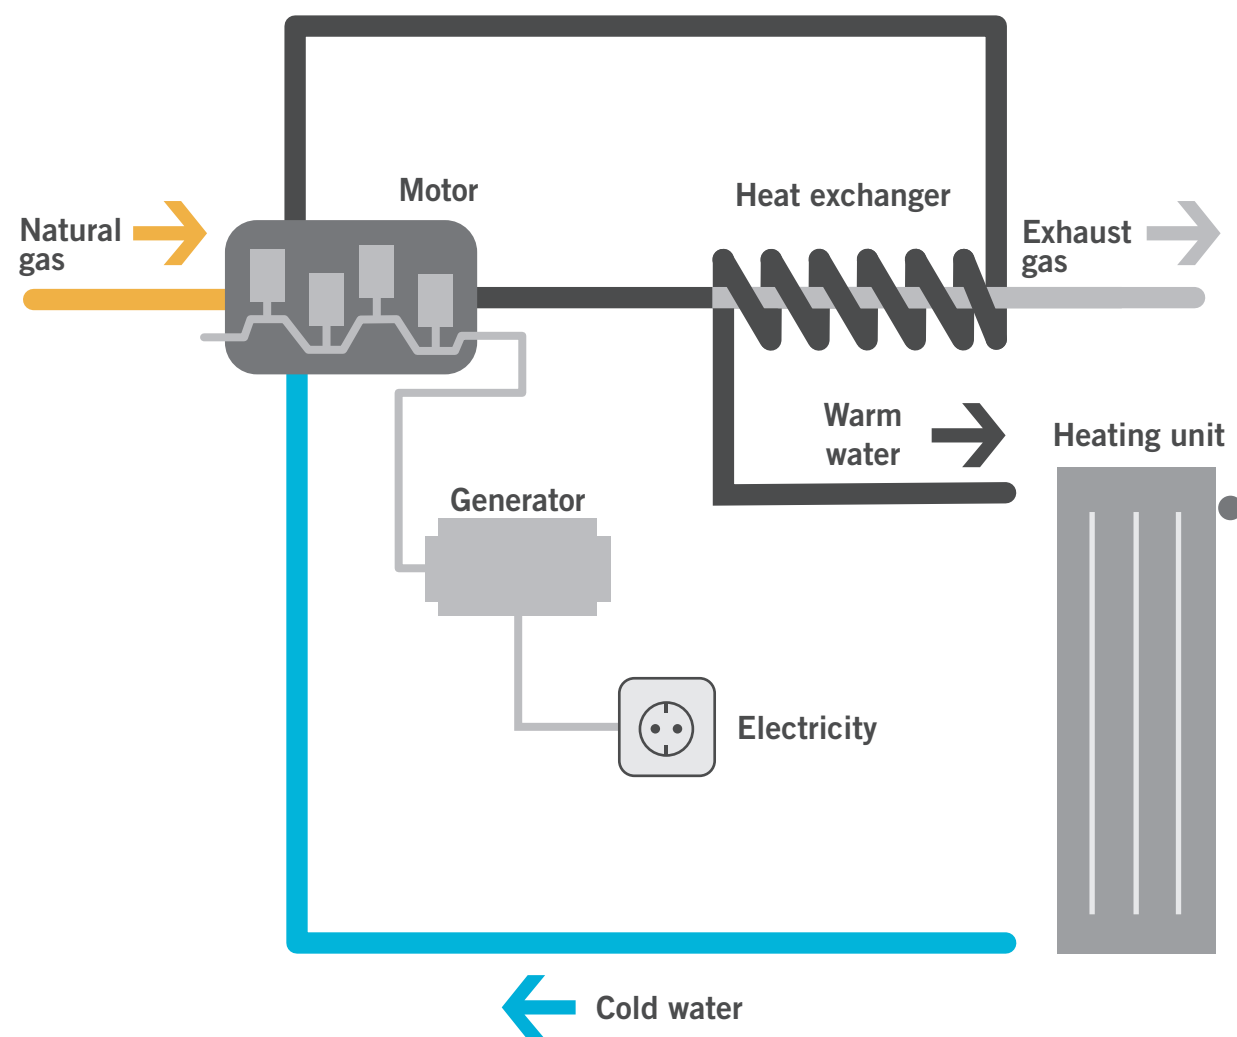 Motor
Heat exchanger
Natural
gas
Exhaust
gas
Warm
water
Heating unit
Generator
Electricity
Cold water